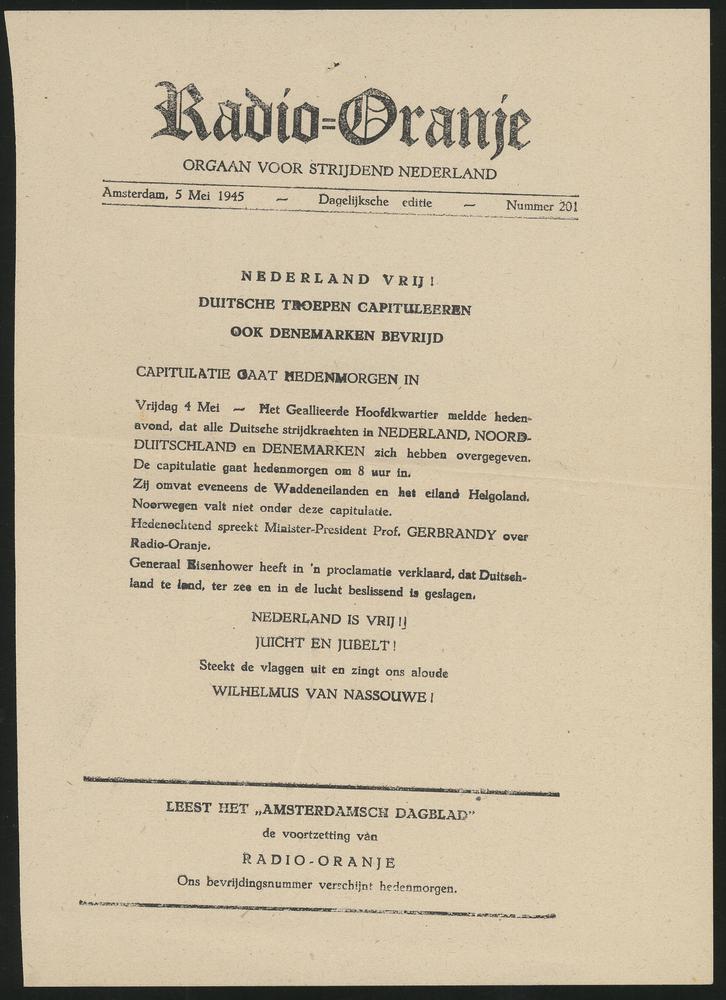 Radio=Oranje
ORGAAN VOOR STRIJDEND NEDERLAND
Amsterdam, 5 Mei 1945 — Dagelijksche editie — Nummer 201
NEDERLAND VRIJ!
DUITSCHE TROEPEN CAPITULEEREN
OOK DENEMARKEN BEVRIJD
CAPITULATIE GAAT HEDENMORGEN IN
Vrijdag 4 Mei — Het Geallieerde Hoofdkwartier meldde heden-
avond, dat alle Duitsche strijdkrachten in NEDERLAND, NOORD-
DUITSCHLAND en DENEMARKEN zich hebben overgegeven.
De capitulatie gaat hedenmorgen om 8 uur in.
Zij omvat eveneens de Waddeneilanden en het eiland Helgoland.
Noorwegen valt niet onder deze capitulatie.
Hedenochtend spreekt Minister-President Prof. GERBRANDY over
Radio-Oranje.
Generaal Eisenhower heeft in 'n proclamatie verklaard, dat Duitsch-
land te land, ter zee en in de lucht beslissend is geslagen.
NEDERLAND IS VRIJ!!
JUICHT EN JUBELT!
Steekt de vlaggen uit en zingt ons aloude
WILHELMUS VAN NASSOUWE!
LEEST HET „AMSTERDAMSCH DAGBLAD”
de voortzetting van
RADIO-ORANJE
Ons bevrijdingsnummer verschijnt hedenmorgen.